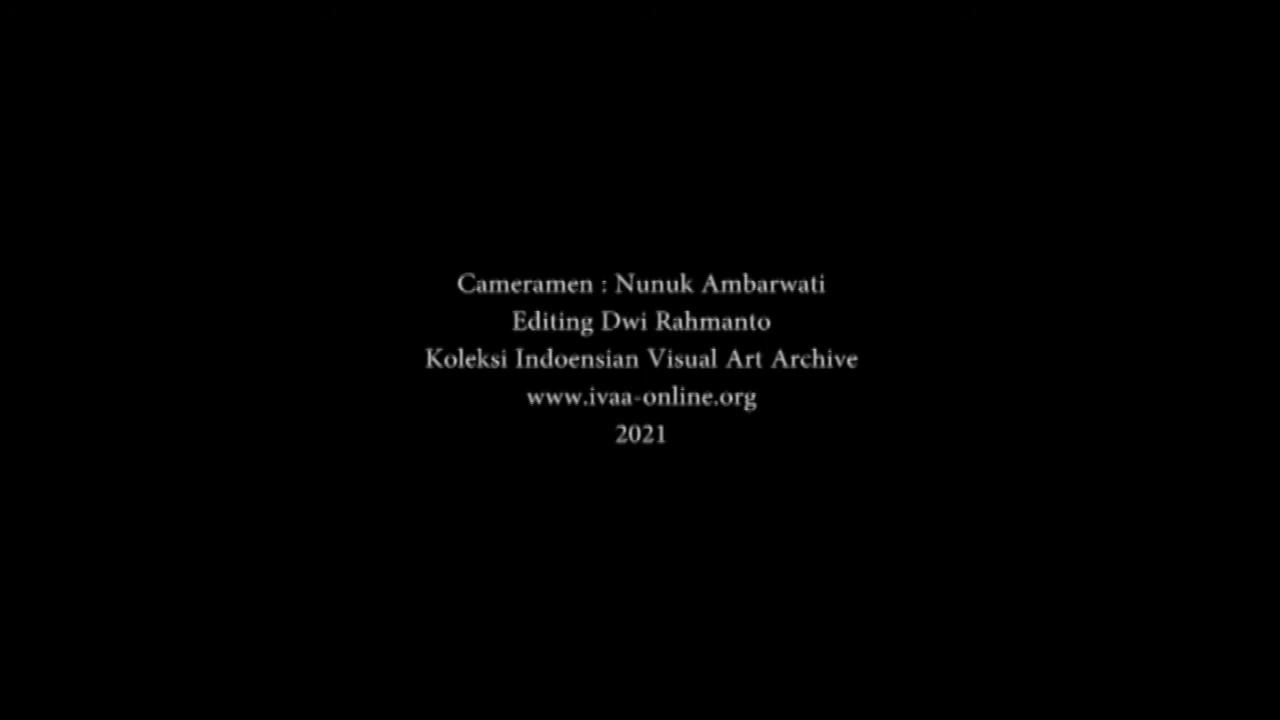 Cameramen : Nunuk Ambarwati
Editing Dwi Rahmanto
Koleksi Indoensian Visual Art Archive
www.ivaa-online.org
2021